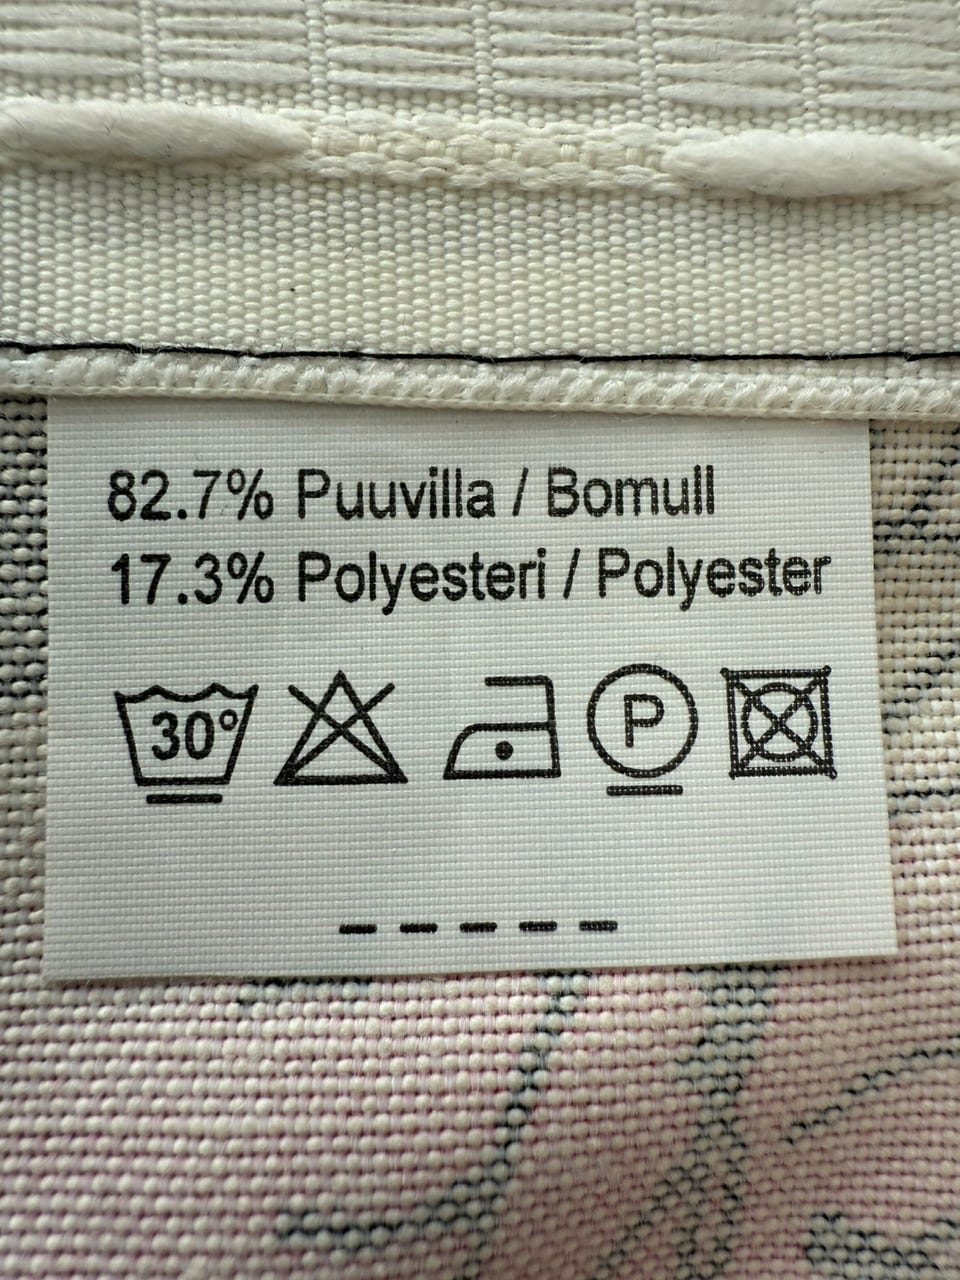 82.7% Puuvilla / Bomull
17.3% Polyesteri / Polyester
30° P
- - - - -